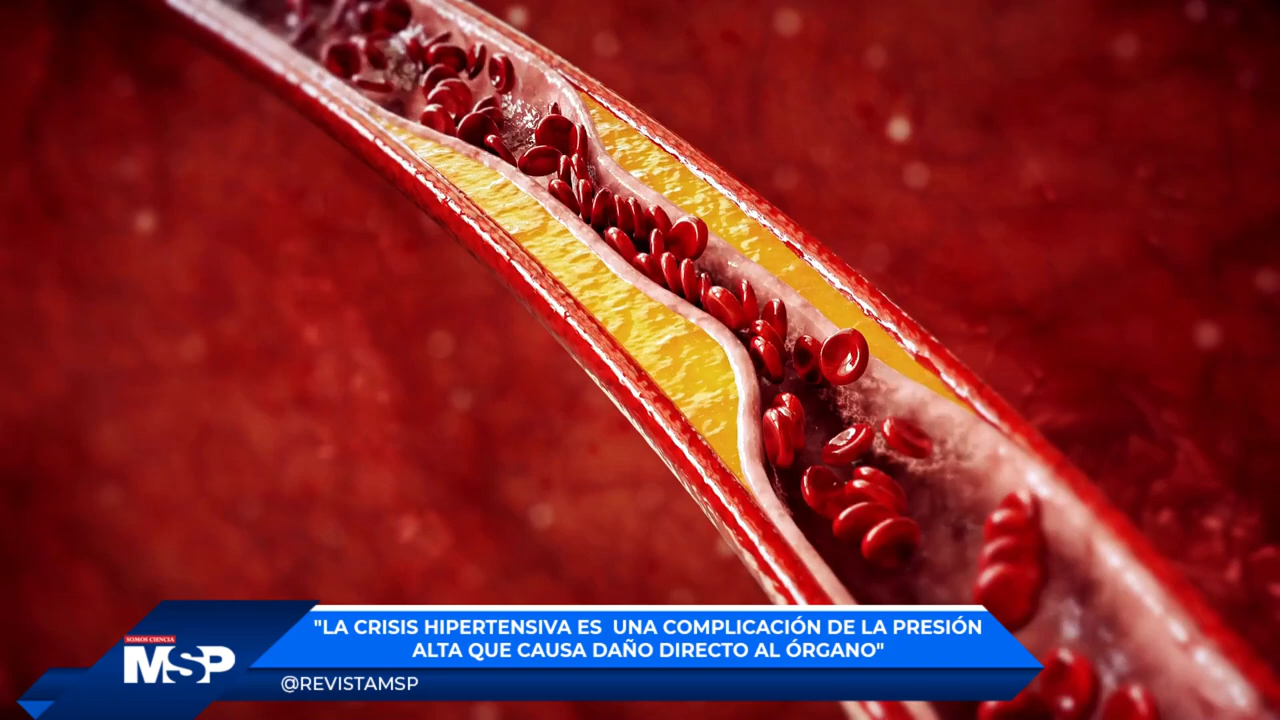 "LA CRISIS HIPERTENSIVA ES UNA COMPLICACIÓN DE LA PRESIÓN
ALTA QUE CAUSA DAÑO DIRECTO AL ÓRGANO"
SOMOS CIENCIA
MSP
@REVISTAMSP